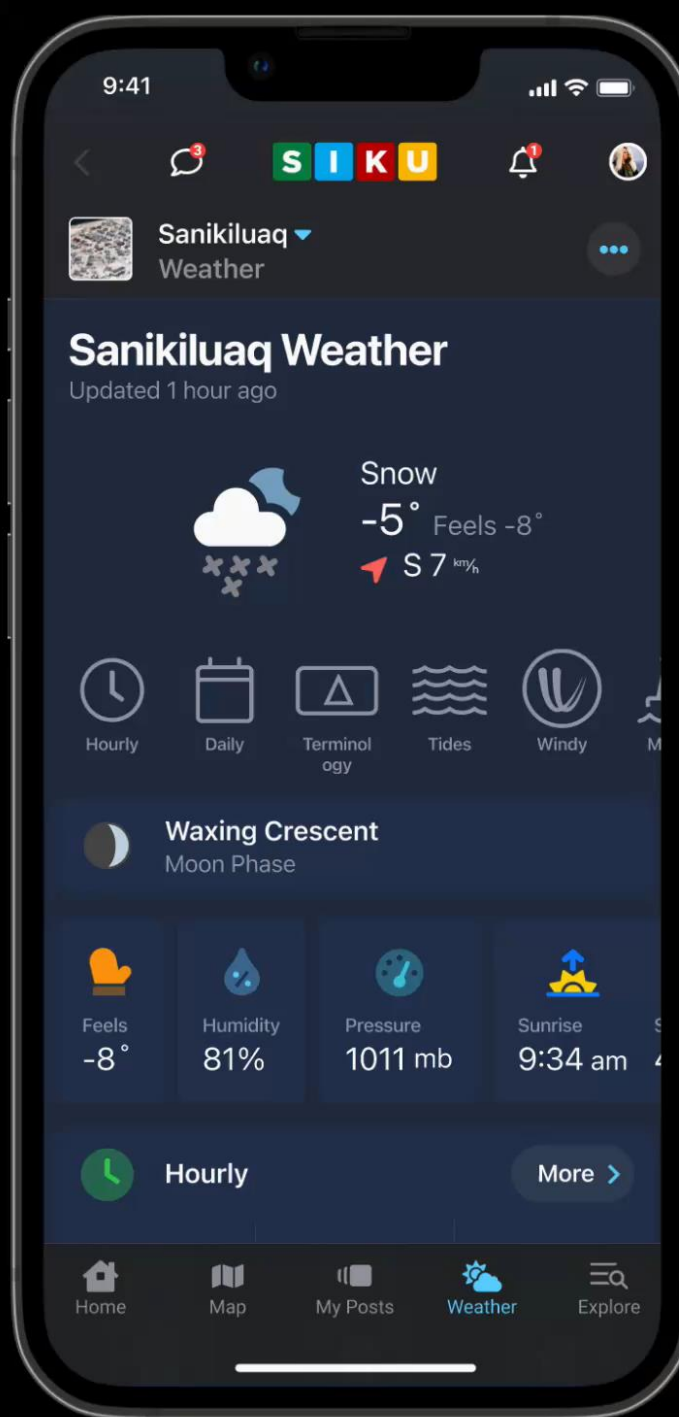 9:41
3
SIKU
1
Sanikiluaq
Weather
Sanikiluaq Weather
Updated 1 hour ago
Snow
-5° Feels -8°
S 7 km/h
Hourly
Daily
Terminol
ogy
Tides
Windy
M
Waxing Crescent
Moon Phase
Feels
-8°
Humidity
81%
Pressure
1011 mb
Sunrise
9:34 am
Hourly
More
Home
Map
My Posts
Weather
Explore